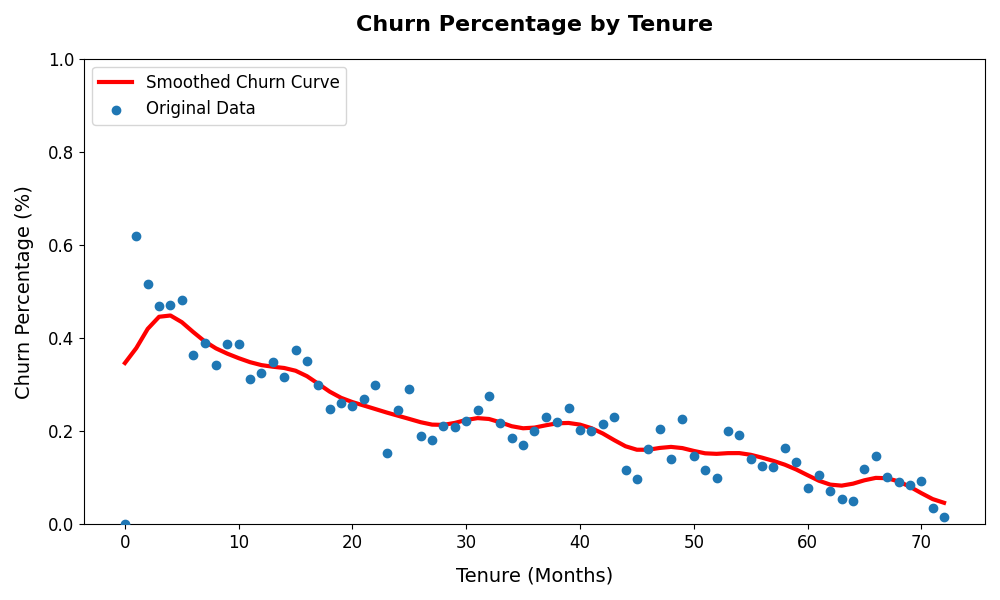 Churn Percentage by Tenure
Smoothed Churn Curve
Original Data
Churn Percentage (%)
1.0
0.8
0.6
0.4
0.2
0.0
0 10 20 30 40 50 60 70
Tenure (Months)